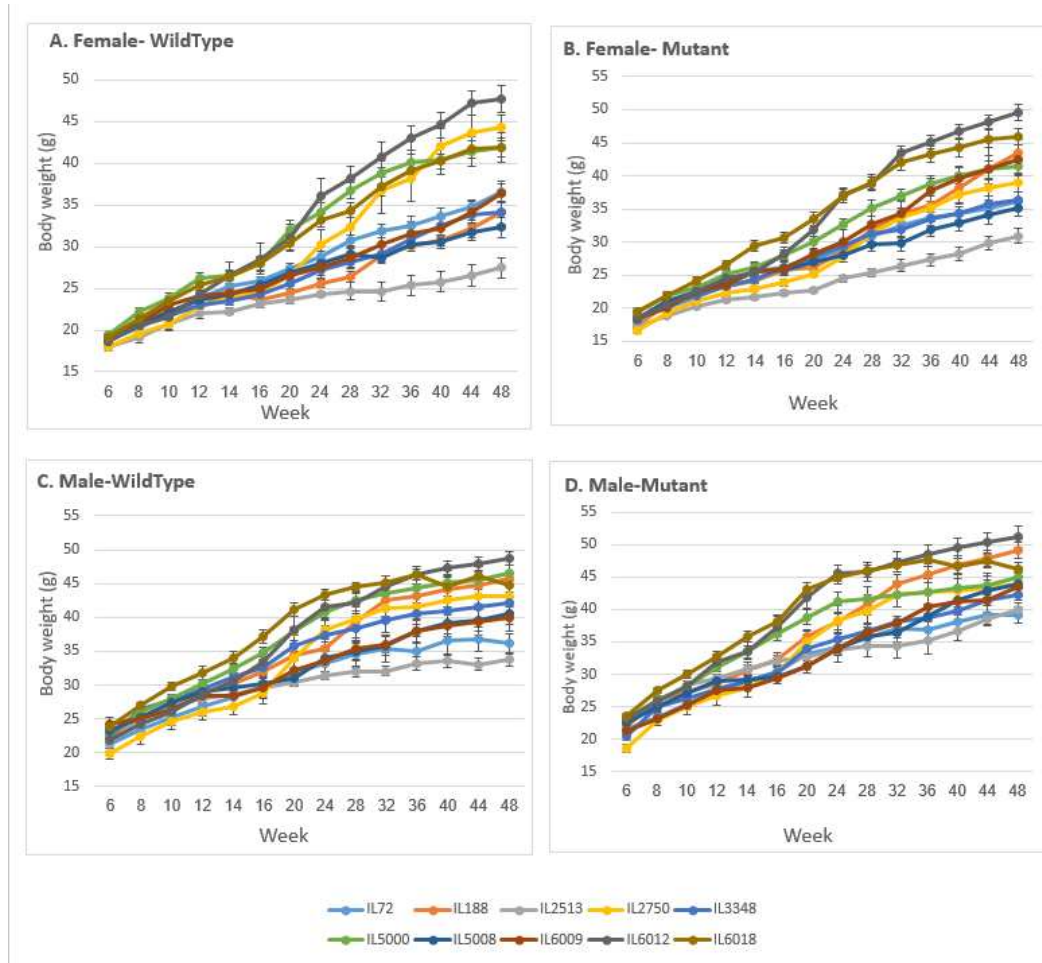 A. Female- WildType
50
45
40
35
30
25
20
15
Body weight (g)
6 8 10 12 14 16 20 24 28 32 36 40 44 48
Week
B. Female- Mutant
55
50
45
40
35
30
25
20
15
Body weight (g)
6 8 10 12 14 16 20 24 28 32 36 40 44 48
Week
C. Male-WildType
55
50
45
40
35
30
25
20
15
Body weight (g)
6 8 10 12 14 16 20 24 28 32 36 40 44 48
Week
D. Male-Mutant
55
50
45
40
35
30
25
20
15
Body weight (g)
6 8 10 12 14 16 20 24 28 32 36 40 44 48
Week
IL72 IL188 IL2513 IL2750 IL3348
IL5000 IL5008 IL6009 IL6012 IL6018